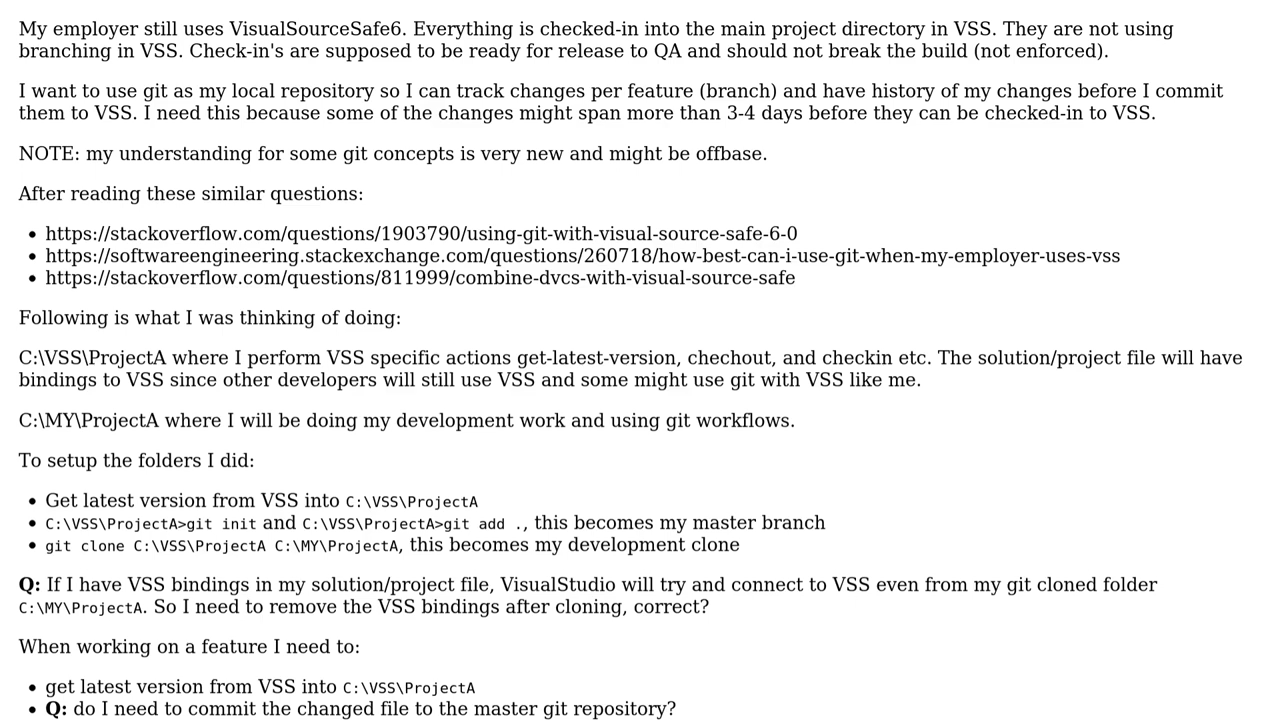 My employer still uses VisualSourceSafe6. Everything is checked-in into the main project directory in VSS. They are not using
branching in VSS. Check-in's are supposed to be ready for release to QA and should not break the build (not enforced).
I want to use git as my local repository so I can track changes per feature (branch) and have history of my changes before I commit
them to VSS. I need this because some of the changes might span more than 3-4 days before they can be checked-in to VSS.
NOTE: my understanding for some git concepts is very new and might be offbase.
After reading these similar questions:
• https://stackoverflow.com/questions/1903790/using-git-with-visual-source-safe-6-0
• https://softwareengineering.stackexchange.com/questions/260718/how-best-can-i-use-git-when-my-employer-uses-vss
• https://stackoverflow.com/questions/811999/combine-dvcs-with-visual-source-safe
Following is what I was thinking of doing:
C:\VSS\ProjectA where I perform VSS specific actions get-latest-version, chechout, and checkin etc. The solution/project file will have
bindings to VSS since other developers will still use VSS and some might use git with VSS like me.
C:\MY\ProjectA where I will be doing my development work and using git workflows.
To setup the folders I did:
• Get latest version from VSS into C:\VSS\ProjectA
• C:\VSS\ProjectA>git init and C:\VSS\ProjectA>git add ., this becomes my master branch
• git clone C:\VSS\ProjectA C:\MY\ProjectA, this becomes my development clone
Q: If I have VSS bindings in my solution/project file, VisualStudio will try and connect to VSS even from my git cloned folder
C:\MY\ProjectA. So I need to remove the VSS bindings after cloning, correct?
When working on a feature I need to:
• get latest version from VSS into C:\VSS\ProjectA
• Q: do I need to commit the changed file to the master git repository?